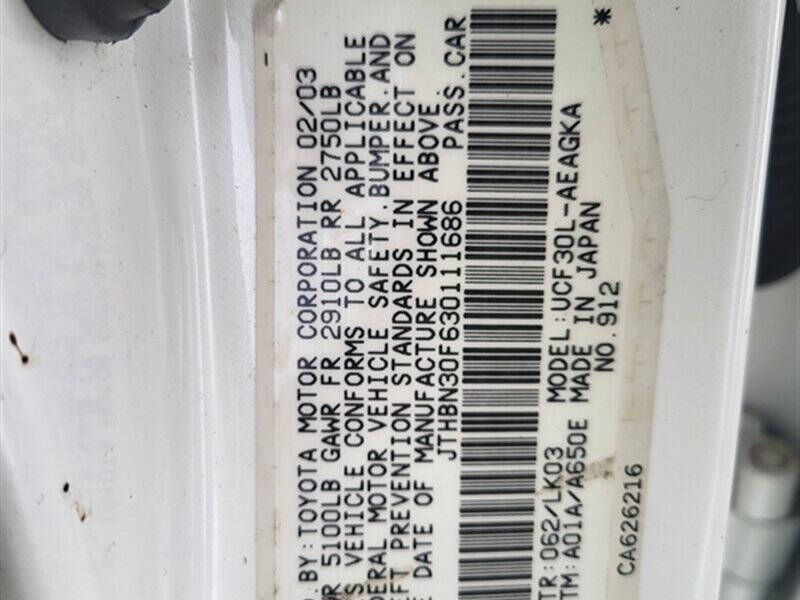 .BY:TOYOTA MOTOR CORPORATION 02/03
5100LB GAWR FR 2910LB RR 2750LB
VEHICLE CONFORMS TO ALL APPLICABLE
MOTOR VEHICLE SAFETY,BUMPER,AND
PREVENTION STANDARDS IN EFFECT ON
DATE OF MANUFACTURE SHOWN ABOVE.
JTHBN30F630111686 PASS.CAR
*
TR:062/LK03 MODEL:UCF30L-AEAGKA
TM:A01A/A650E MADE IN JAPAN
NO.912
CA626216